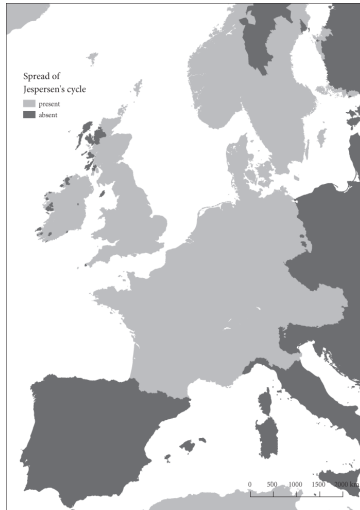 Spread of
Jespersen's cycle
present
absent
0 500 1000 1500 2000 km